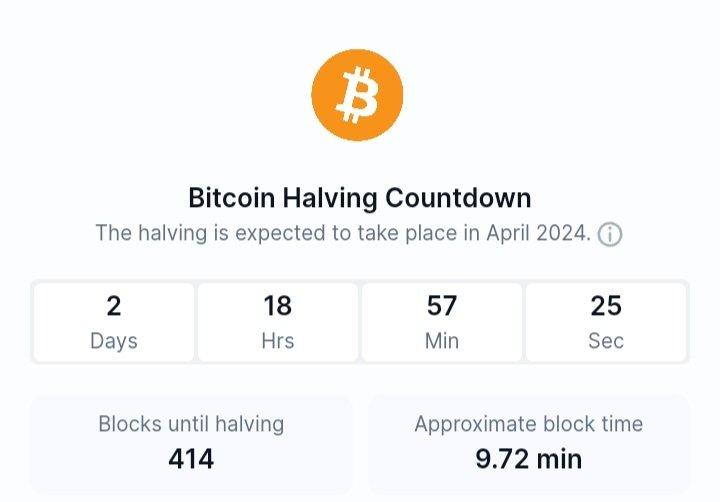 Bitcoin Halving Countdown
The halving is expected to take place in April 2024.
2 18 57 25
Days Hrs Min Sec
Blocks until halving Approximate block time
414 9.72 min